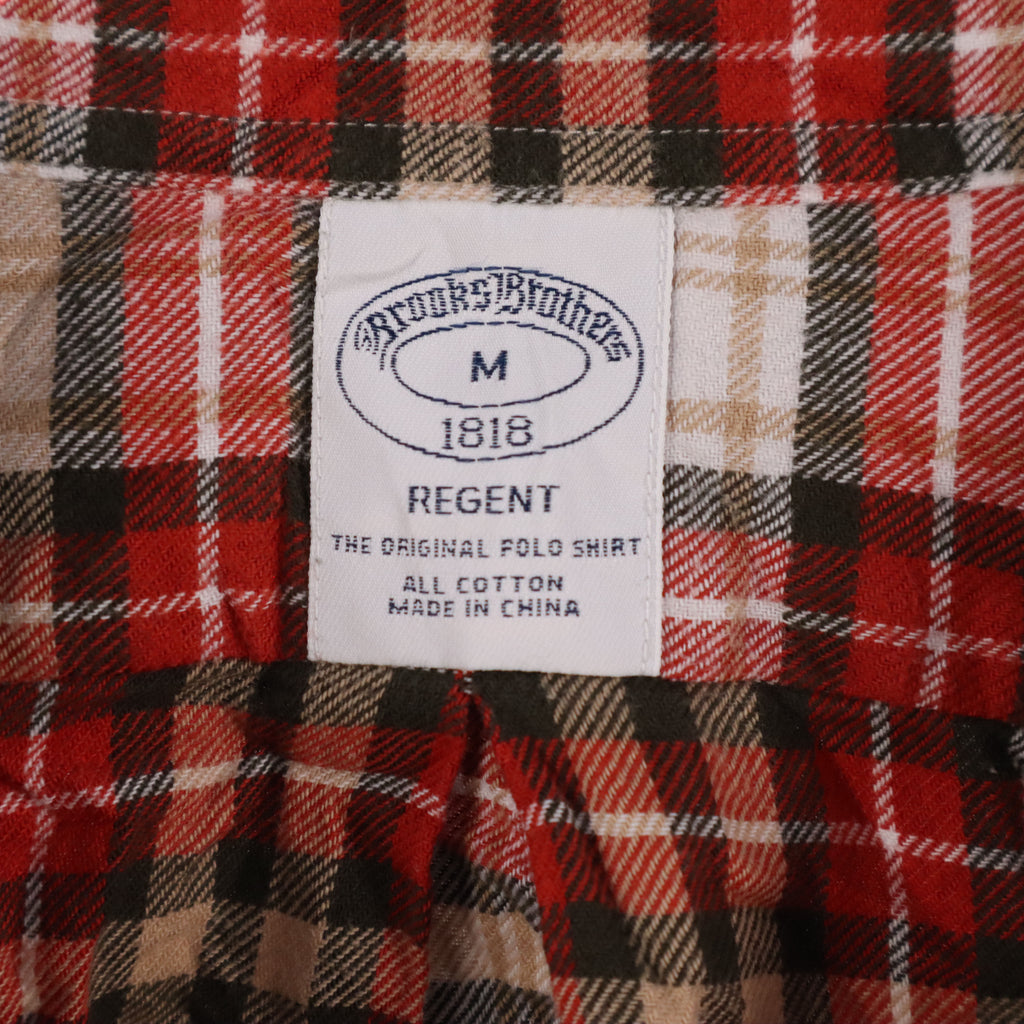 Brooks Brothers
M
1818
REGENT
THE ORIGINAL POLO SHIRT
ALL COTTON
MADE IN CHINA